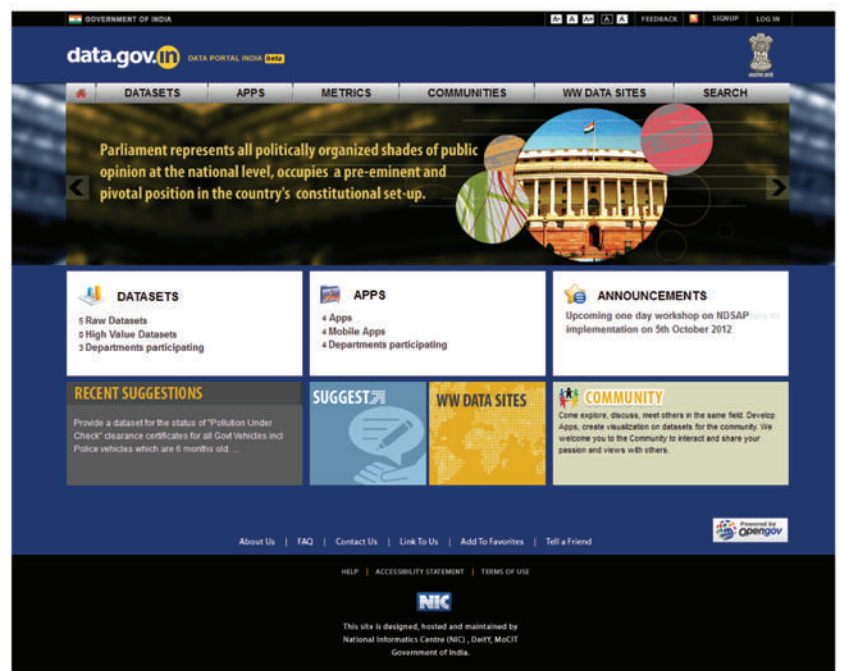 GOVERNMENT OF INDIA
A- A A+ A A FEEDBACK SIGNUP LOG IN
data.gov.in DATA PORTAL INDIA beta
DATASETS APPS METRICS COMMUNITIES WW DATA SITES SEARCH
Parliament represents all politically organized shades of public
opinion at the national level, occupies a pre-eminent and
pivotal position in the country's constitutional set-up.
DATASETS
5 Raw Datasets
0 High Value Datasets
3 Departments participating
APPS
4 Apps
4 Mobile Apps
4 Departments participating
ANNOUNCEMENTS
Upcoming one day workshop on NDSAP
implementation on 5th October 2012
RECENT SUGGESTIONS
Provide a dataset for the status of "Pollution Under
Check" clearance certificates for all Govt Vehicles incl
Police vehicles which are 6 months old. ...
SUGGEST
WW DATA SITES
COMMUNITY
Come explore, discuss, meet others in the same field. Develop
Apps, create visualization on datasets for the community. We
welcome you to the Community to interact and share your
passion and views with others.
Powered by
opengov
About Us | FAQ | Contact Us | Link To Us | Add To Favorites | Tell a Friend
HELP | ACCESSIBILITY STATEMENT | TERMS OF USE
NIC
This site is designed, hosted and maintained by
National Informatics Centre (NIC) , DeitY, MoCIT
Government of India.